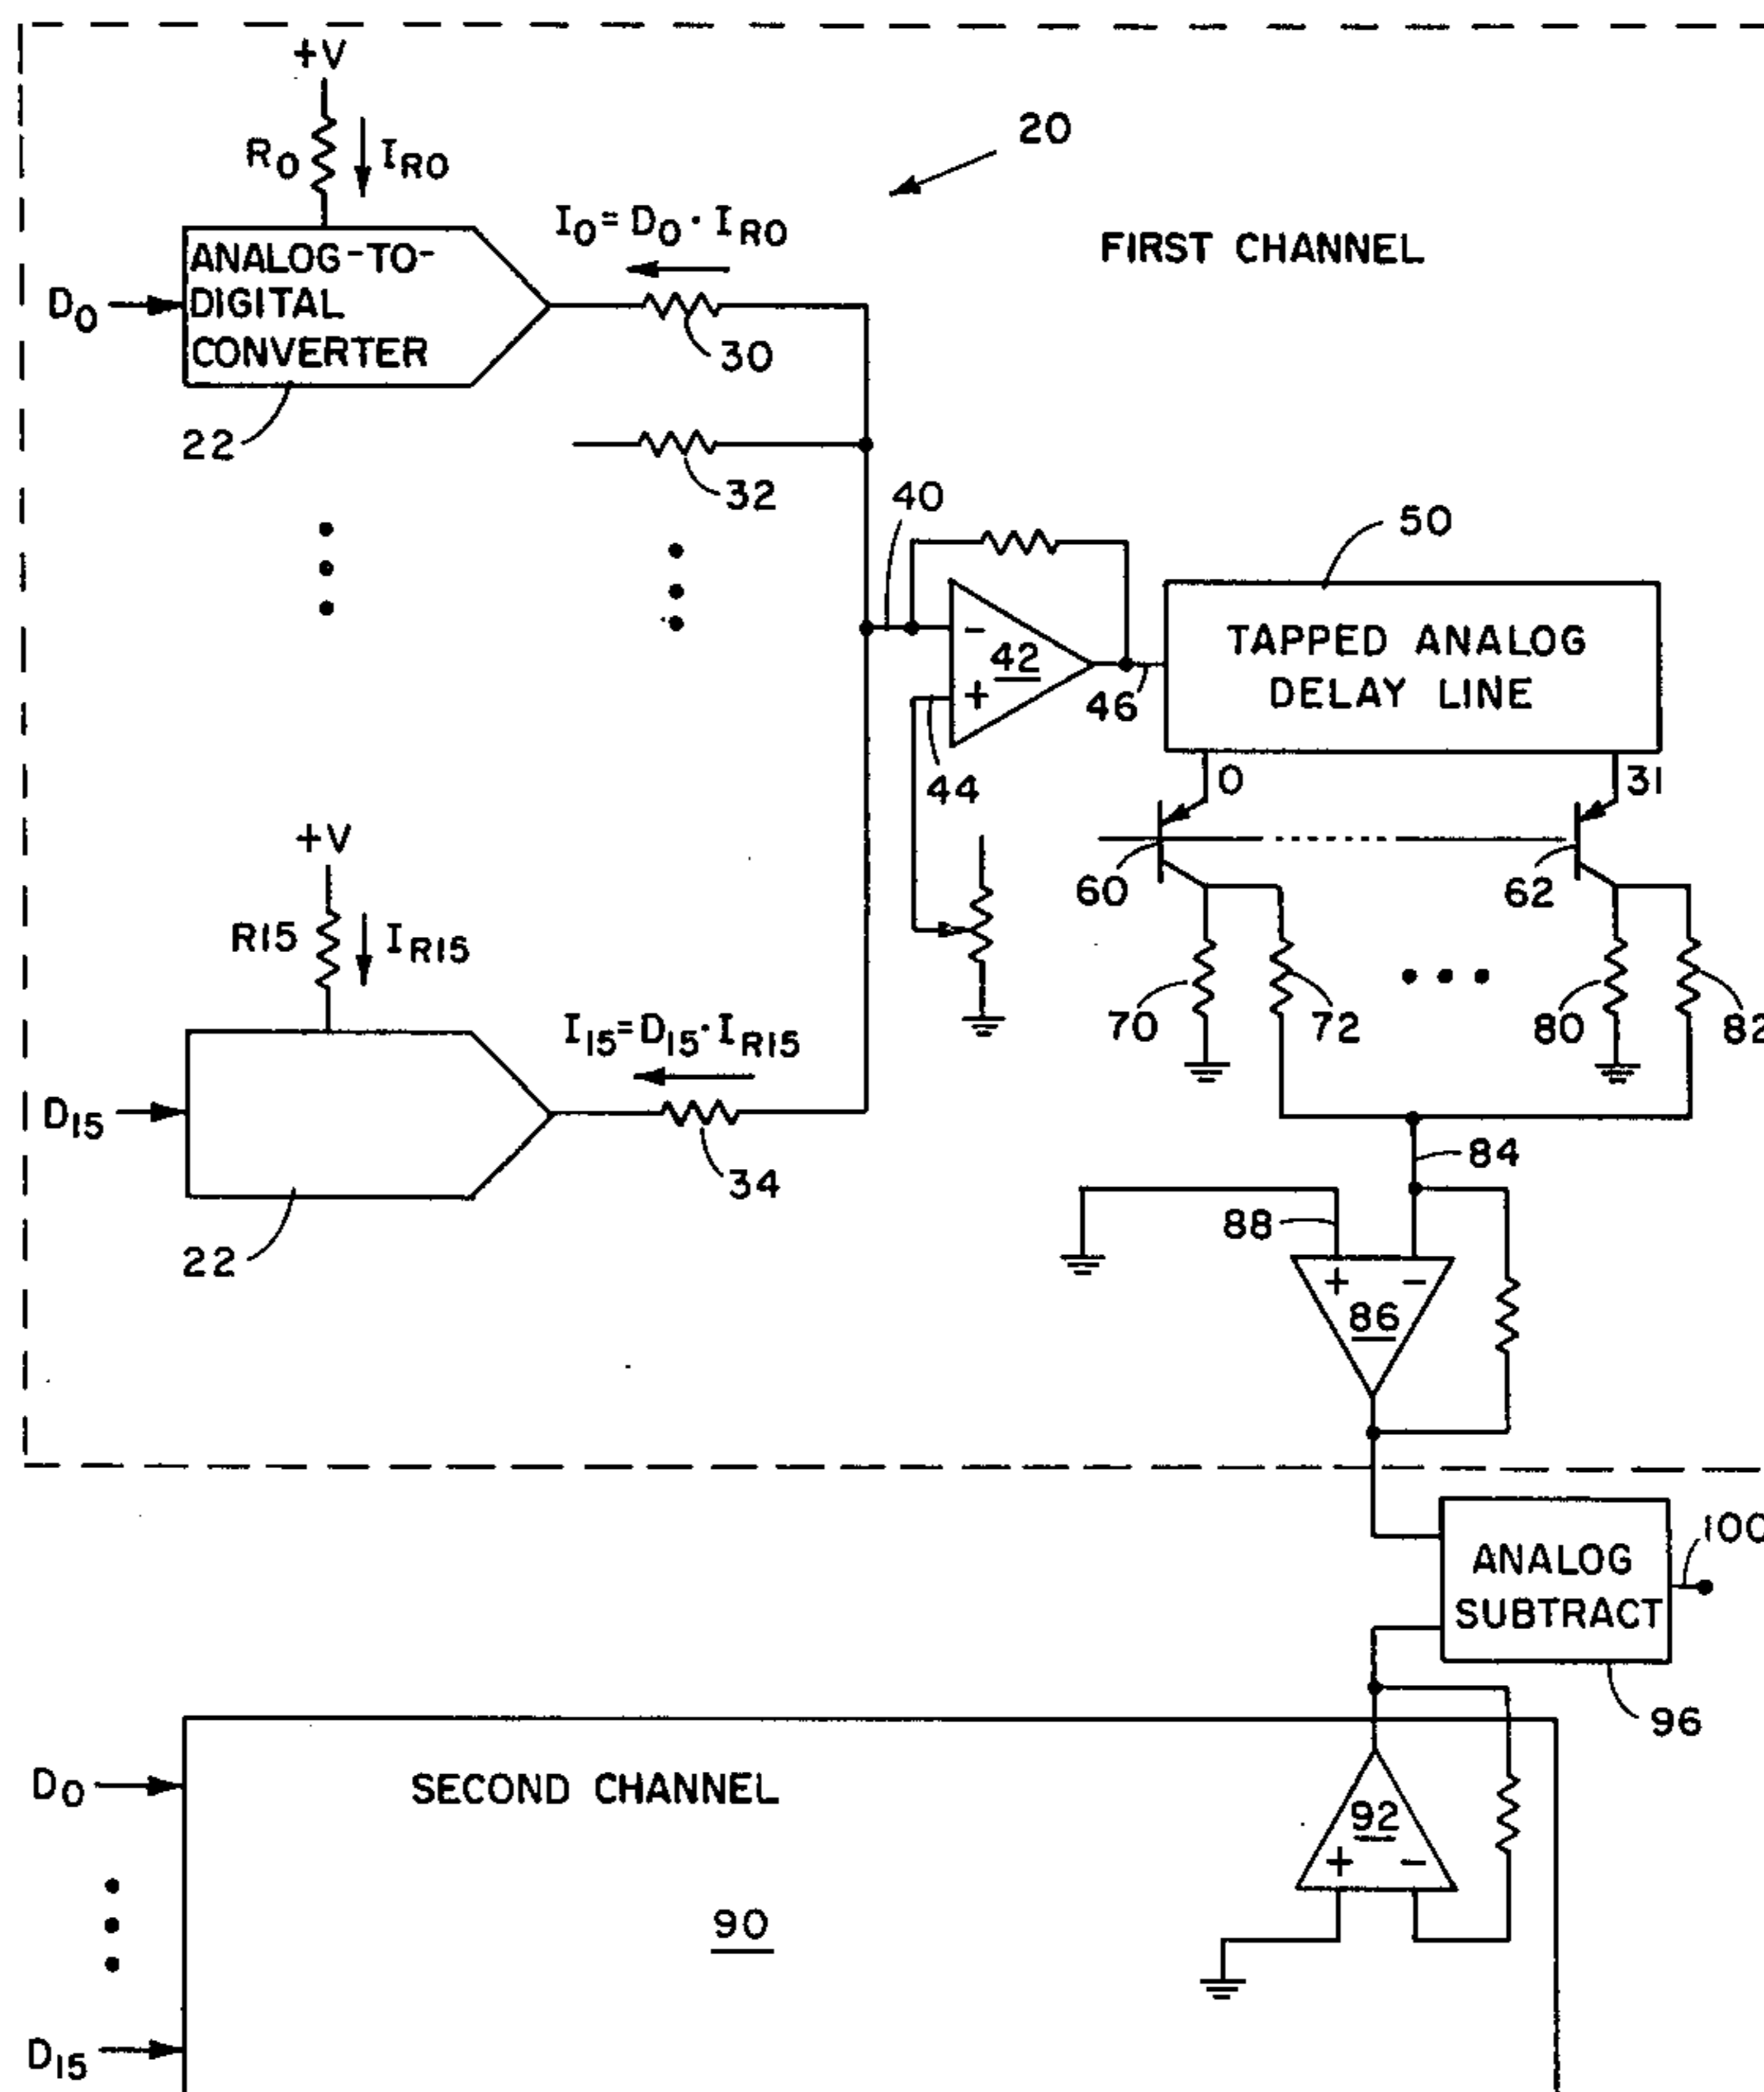 +V
R0
IR0
20
I0=D0·IR0
FIRST CHANNEL
D0
ANALOG-TO-
DIGITAL
CONVERTER
30
22
32
40
50
-
42
+
TAPPED ANALOG
DELAY LINE
46
44
0
31
+V
60
62
R15
IR15
70
72
80
82
I15=D15·IR15
D15
34
84
22
88
+ -
86
100
ANALOG
SUBTRACT
96
D0
SECOND CHANNEL
92
+ -
90
D15